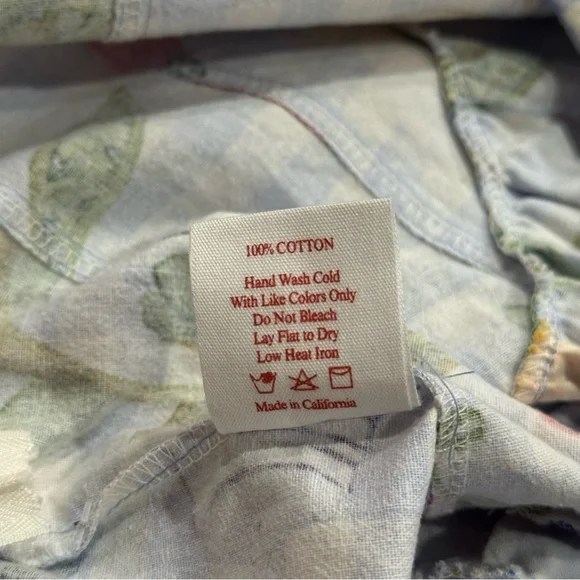 100% COTTON
Hand Wash Cold
With Like Colors Only
Do Not Bleach
Lay Flat to Dry
Low Heat Iron
Made in California